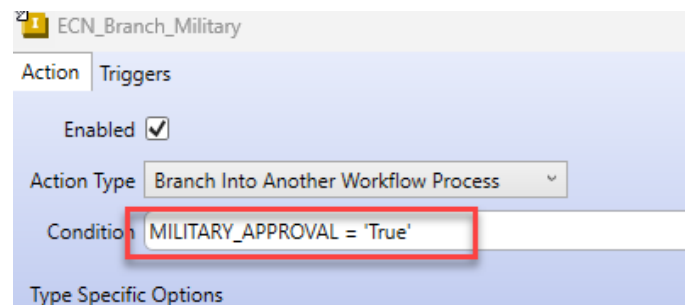 ECN_Branch_Military
Action Triggers
Enabled
Action Type Branch Into Another Workflow Process
Condition MILITARY_APPROVAL = 'True'
Type Specific Options